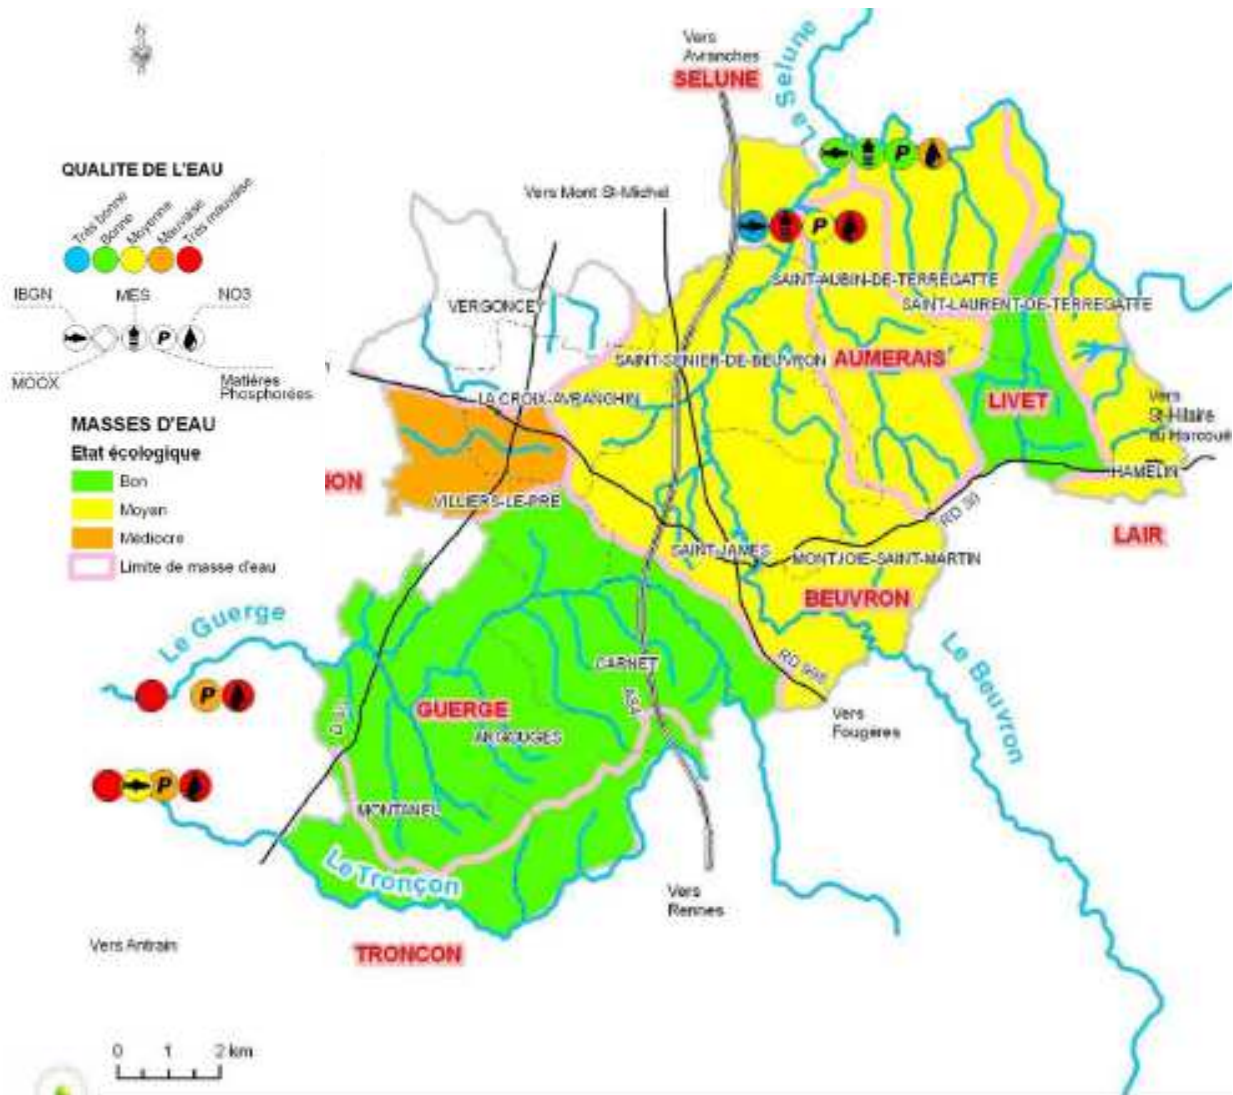 Vers
Avranches
SELUNE
La Selune
QUALITE DE L'EAU
Très bonne
Bonne
Moyenne
Mauvaise
Très mauvaise
IBGN
MES
NO3
P
MOOX
Matières
Phosphorées
MASSES D'EAU
Etat écologique
Bon
Moyen
Médiocre
Limite de masse d'eau
Vers Mont St-Michel
P
P
SAINT-AUBIN-DE-TERREGATTE
SAINT-LAURENT-DE-TERREGATTE
VERGONCEY
SAINT-SENIER-DE-BEUVRON
AUMERAIS
LA CROIX-AVRANCHIN
LIVET
Vers
St-Hilaire
du Harcouë
HAMELIN
NON
VILLIERS-LE-PRE
RD 30
LAIR
SAINT-JAMES
MONTJOIE-SAINT-MARTIN
BEUVRON
Le Guerge
Le Beuvron
CARNET
RD 998
P
GUERGE
A84
Vers
Fougères
ARGOUGES
P
MONTANEL
Le Tronçon
Vers
Rennes
Vers Antrain
TRONCON
0 1 2 km